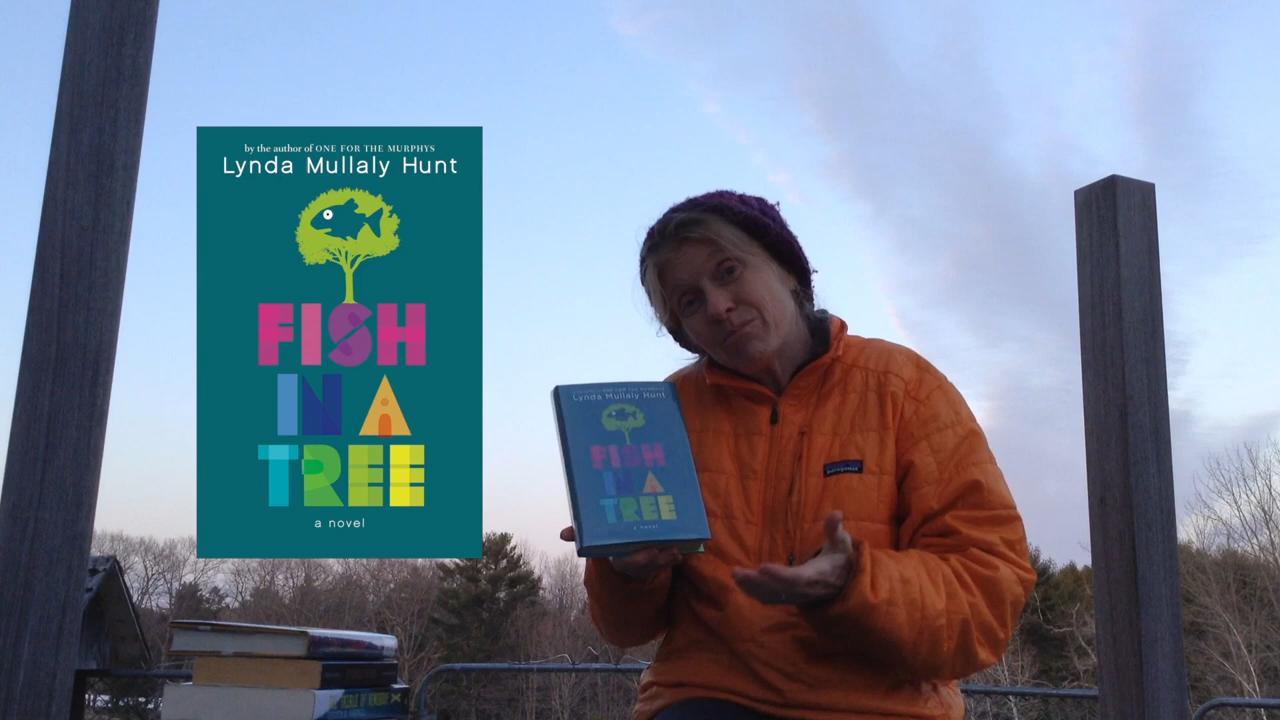 by the author of ONE FOR THE MURPHYS
Lynda Mullaly Hunt
FISH
IN A
TREE
a novel
Lynda Mullaly Hunt
FISH
IN A
TREE
a novel
patagonia